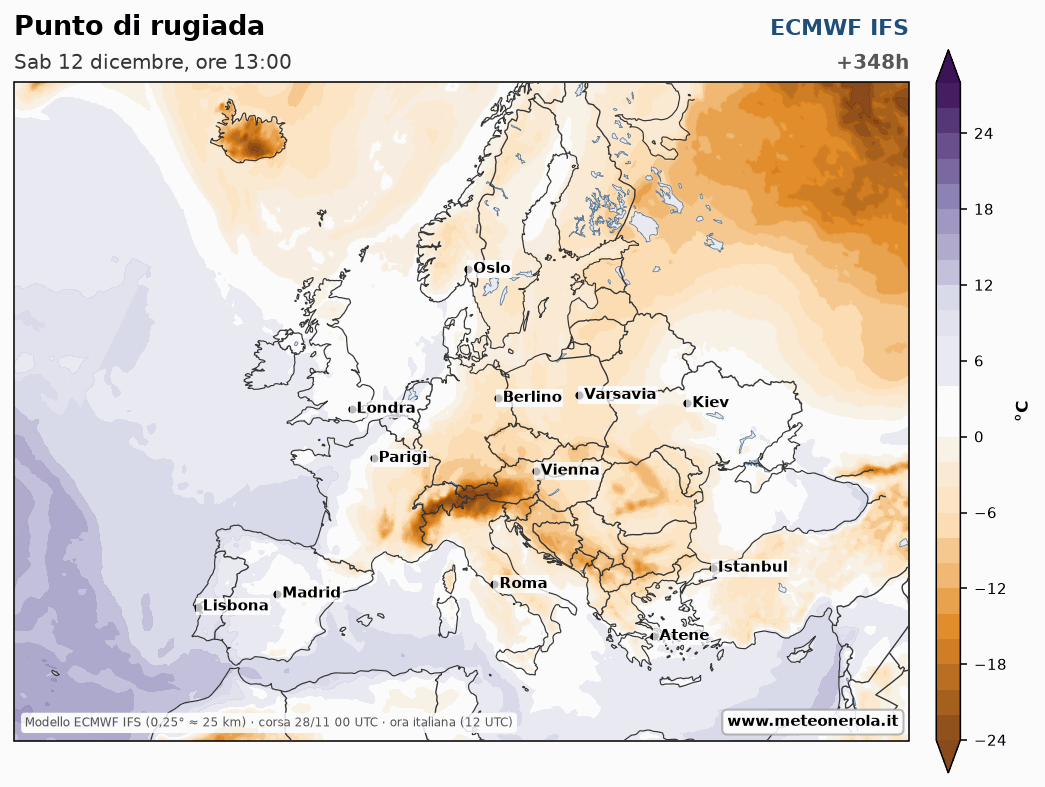 Punto di rugiada
ECMWF IFS
Sab 12 dicembre, ore 13:00
+348h
24
18
12
6
0
−6
−12
−18
−24
°C
Oslo
Londra
Berlino
Varsavia
Kiev
Parigi
Vienna
Istanbul
Madrid
Roma
Lisbona
Atene
Modello ECMWF IFS (0,25° ≈ 25 km) · corsa 28/11 00 UTC · ora italiana (12 UTC)
www.meteonerola.it